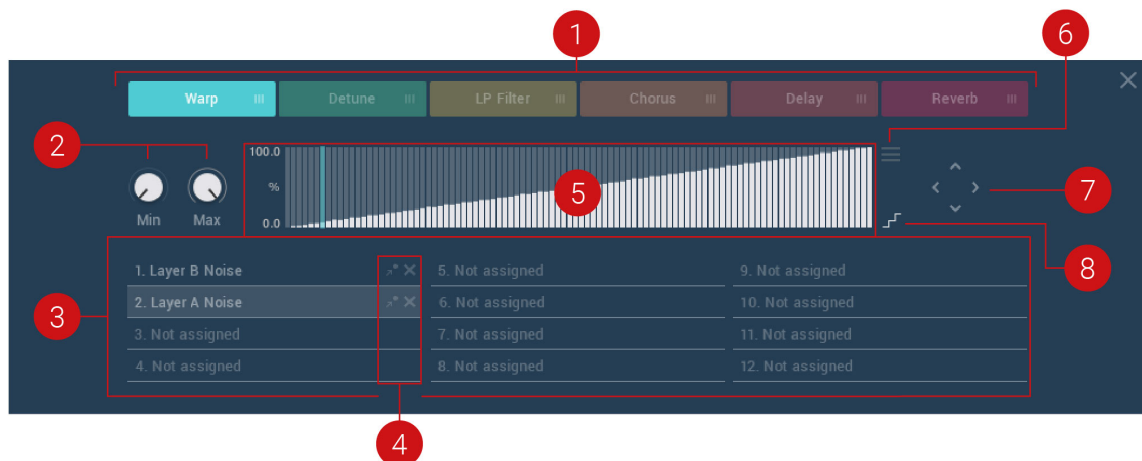 1
6
Warp
Detune
LP Filter
Chorus
Delay
Reverb
2
100.0
%
0.0
5
7
Min
Max
8
3
1. Layer B Noise
5. Not assigned
9. Not assigned
2. Layer A Noise
6. Not assigned
10. Not assigned
3. Not assigned
7. Not assigned
11. Not assigned
4. Not assigned
8. Not assigned
12. Not assigned
4